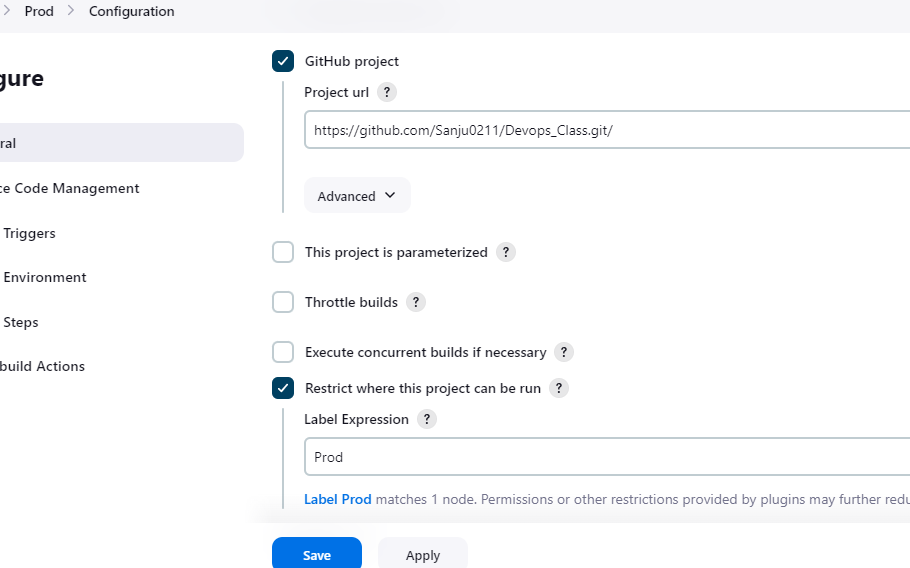 Prod > Configuration
gure
ral
ce Code Management
Triggers
Environment
Steps
build Actions
GitHub project
Project url ?
https://github.com/Sanju0211/Devops_Class.git/
Advanced
This project is parameterized ?
Throttle builds ?
Execute concurrent builds if necessary ?
Restrict where this project can be run ?
Label Expression ?
Prod
Label Prod matches 1 node. Permissions or other restrictions provided by plugins may further redu
Save Apply